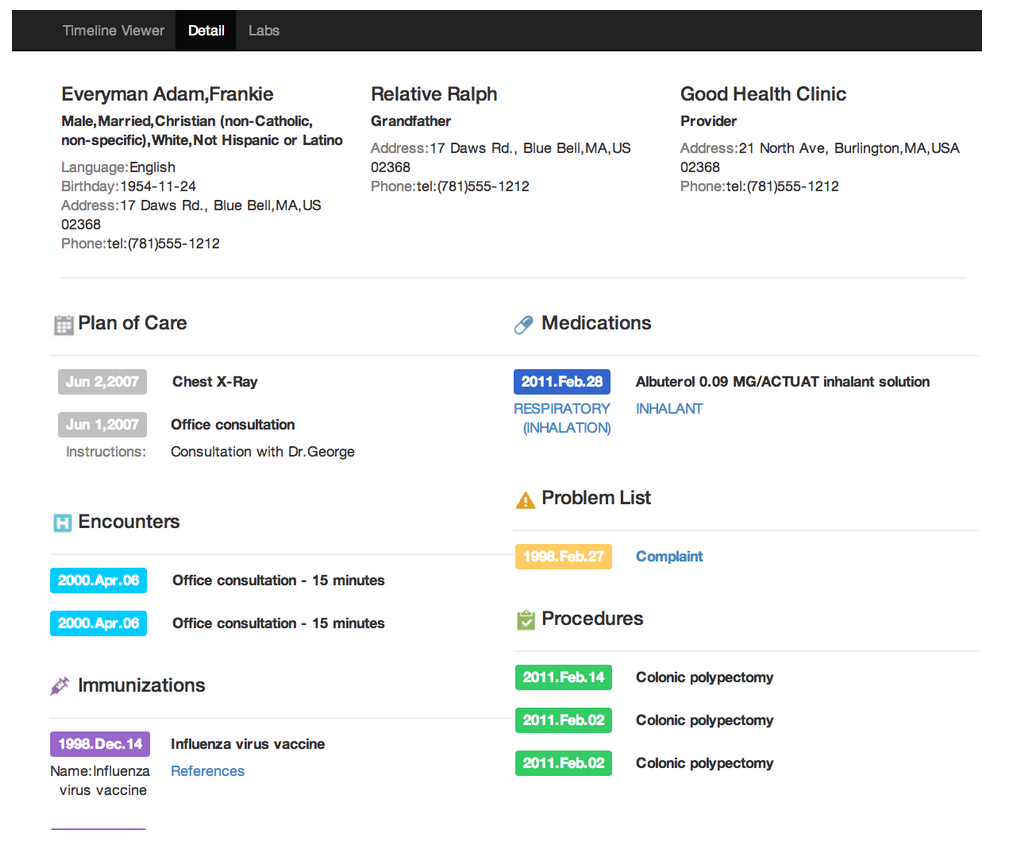 Timeline Viewer Detail Labs
Everyman Adam,Frankie
Male,Married,Christian (non-Catholic,
non-specific),White,Not Hispanic or Latino
Language:English
Birthday:1954-11-24
Address:17 Daws Rd., Blue Bell,MA,US
02368
Phone:tel:(781)555-1212
Relative Ralph
Grandfather
Address:17 Daws Rd., Blue Bell,MA,US
02368
Phone:tel:(781)555-1212
Good Health Clinic
Provider
Address:21 North Ave, Burlington,MA,USA
02368
Phone:tel:(781)555-1212
Plan of Care
Jun 2,2007 Chest X-Ray
Jun 1,2007 Office consultation
Instructions: Consultation with Dr.George
H Encounters
2000.Apr.06 Office consultation - 15 minutes
2000.Apr.06 Office consultation - 15 minutes
Immunizations
1998.Dec.14 Influenza virus vaccine
Name:Influenza References
virus vaccine
Medications
2011.Feb.28 Albuterol 0.09 MG/ACTUAT inhalant solution
RESPIRATORY INHALANT
(INHALATION)
Problem List
1998.Feb.27 Complaint
Procedures
2011.Feb.14 Colonic polypectomy
2011.Feb.02 Colonic polypectomy
2011.Feb.02 Colonic polypectomy